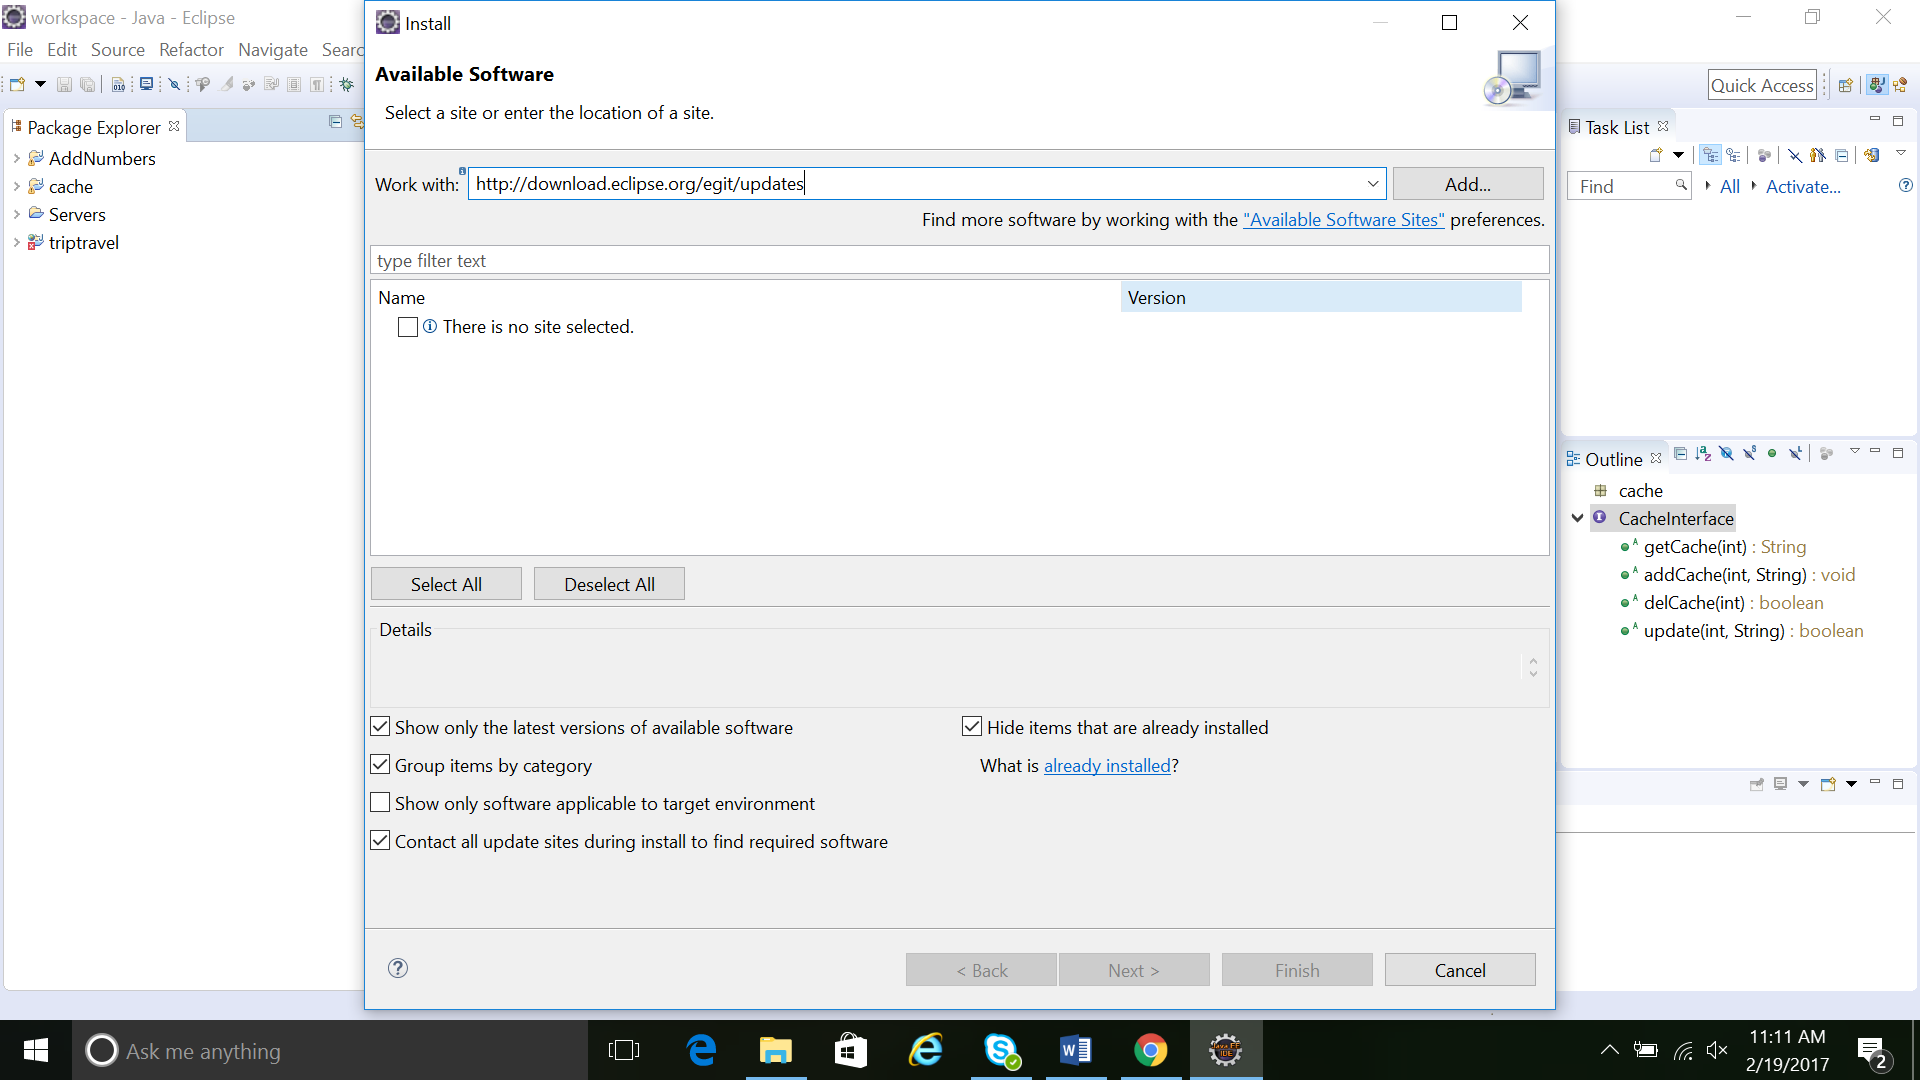 workspace - Java - Eclipse
File Edit Source Refactor Navigate Searc
Quick Access
Package Explorer
AddNumbers
cache
Servers
triptravel
Install
Available Software
Select a site or enter the location of a site.
Work with: http://download.eclipse.org/egit/updates
Add...
Find more software by working with the "Available Software Sites" preferences.
type filter text
Name Version
There is no site selected.
Select All Deselect All
Details
Show only the latest versions of available software
Hide items that are already installed
Group items by category
What is already installed?
Show only software applicable to target environment
Contact all update sites during install to find required software
< Back Next > Finish Cancel
Task List
Find All Activate...
Outline
cache
CacheInterface
getCache(int) : String
addCache(int, String) : void
delCache(int) : boolean
update(int, String) : boolean
Ask me anything
11:11 AM
2/19/2017
2